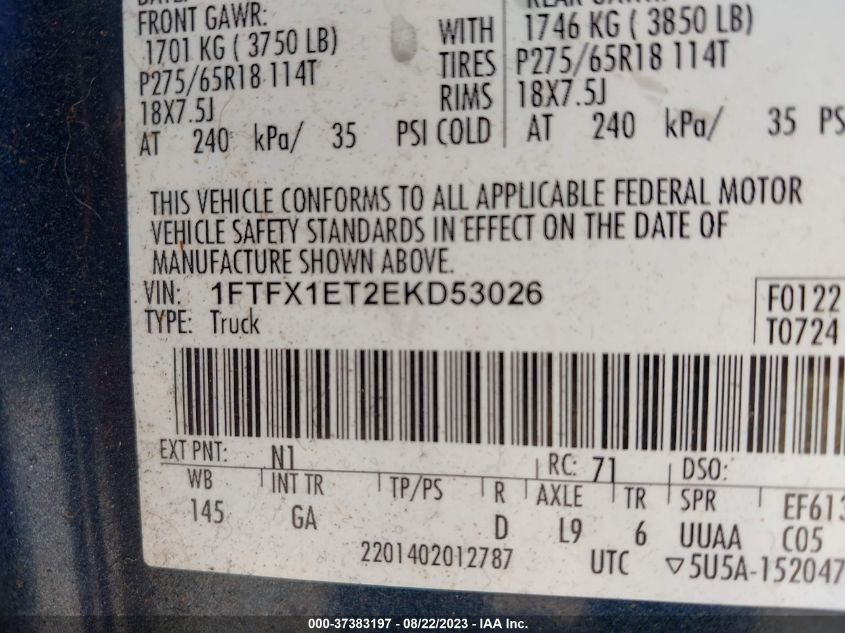 FRONT GAWR:
1701 KG ( 3750 LB)
P275/65R18 114T
18X7.5J
AT 240 kPa/ 35 PSI COLD
WITH
TIRES
RIMS
1746 KG ( 3850 LB)
P275/65R18 114T
18X7.5J
AT 240 kPa/ 35 PS
THIS VEHICLE CONFORMS TO ALL APPLICABLE FEDERAL MOTOR
VEHICLE SAFETY STANDARDS IN EFFECT ON THE DATE OF
MANUFACTURE SHOWN ABOVE.
VIN: 1FTFX1ET2EKD53026
TYPE: Truck
F0122
T0724
EXT PNT: N1 RC: 71 DSO:
WB INT TR TP/PS R AXLE TR SPR EF613
145 GA D L9 6 UUAA C05
2201402012787 UTC ▽5U5A-152047
000-37383197 - 08/22/2023 - IAA Inc.